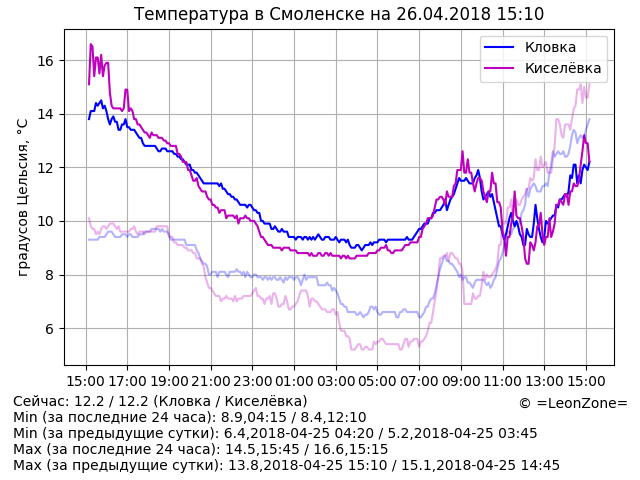 Температура в Смоленске на 26.04.2018 15:10
градусов Цельсия, °C
16
14
12
10
8
6
Кловка
Киселёвка
15:00 17:00 19:00 21:00 23:00 01:00 03:00 05:00 07:00 09:00 11:00 13:00 15:00
Сейчас: 12.2 / 12.2 (Кловка / Киселёвка)
© =LeonZone=
Min (за последние 24 часа): 8.9,04:15 / 8.4,12:10
Min (за предыдущие сутки): 6.4,2018-04-25 04:20 / 5.2,2018-04-25 03:45
Max (за последние 24 часа): 14.5,15:45 / 16.6,15:15
Max (за предыдущие сутки): 13.8,2018-04-25 15:10 / 15.1,2018-04-25 14:45